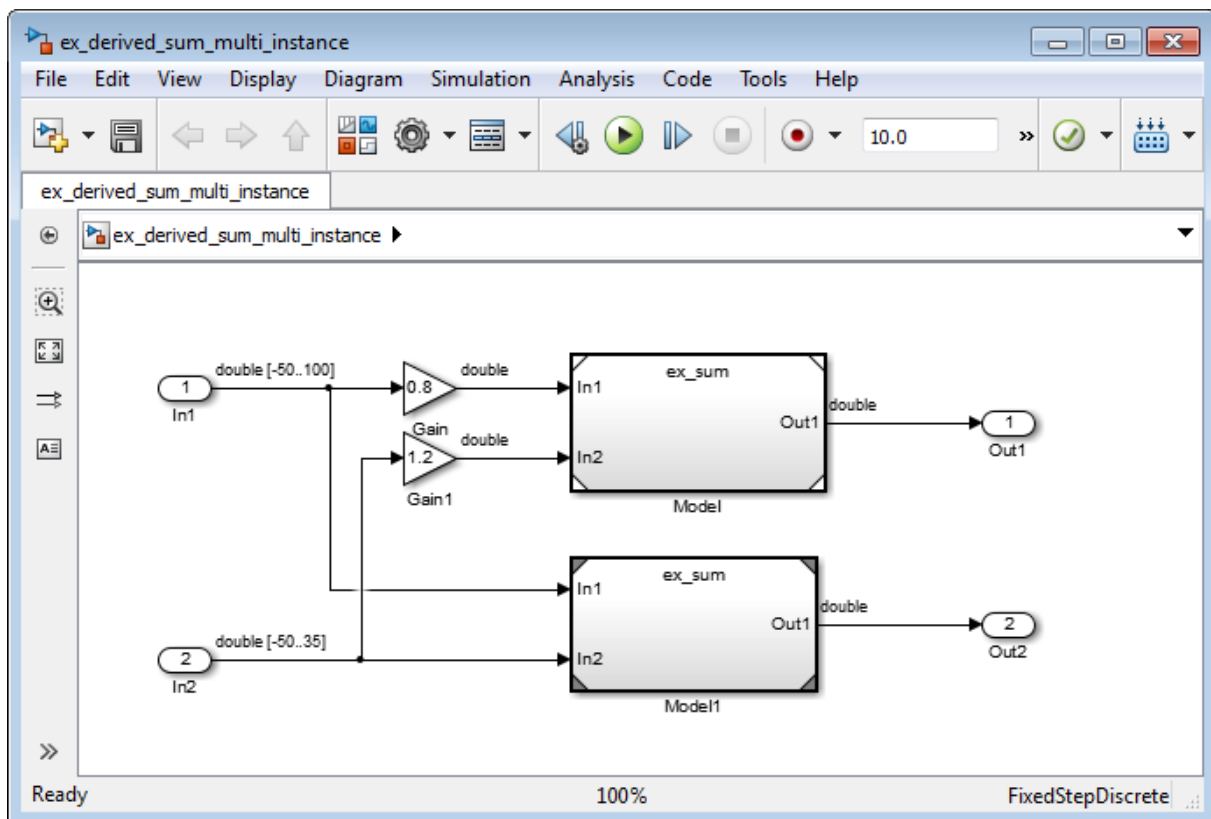 ex_derived_sum_multi_instance
File Edit View Display Diagram Simulation Analysis Code Tools Help
10.0 »
ex_derived_sum_multi_instance
ex_derived_sum_multi_instance
double [-50..100]
1
In1
0.8
Gain
double
1.2
Gain1
double
ex_sum
In1
In2
Out1
Model
double
1
Out1
double [-50..35]
2
In2
ex_sum
In1
In2
Out1
Model1
double
2
Out2
A
»
Ready 100% FixedStepDiscrete